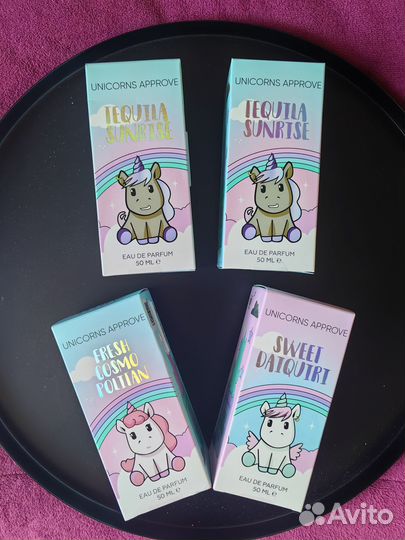 UNICORNS APPROVE
TEQUILA
SUNRISE
EAU DE PARFUM
50 ML e
UNICORNS APPROVE
TEQUILA
SUNRISE
EAU DE PARFUM
50 ML e
UNICORNS APPROVE
FRESH
COSMO
POLITAN
EAU DE PARFUM
50 ML e
UNICORNS APPROVE
SWEET
DAIQUIRI
EAU DE PARFUM
50 ML e
Avito